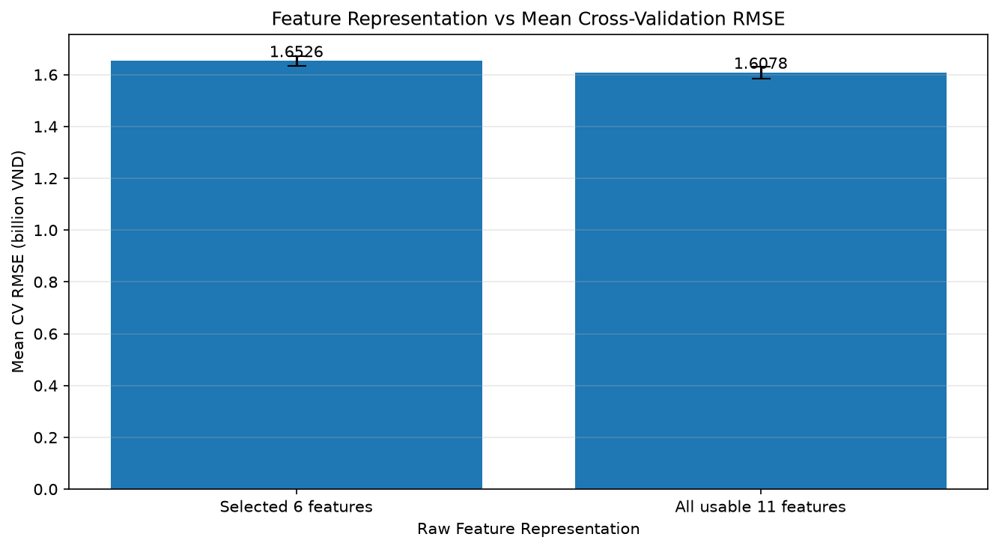 Feature Representation vs Mean Cross-Validation RMSE
1.6526
1.6078
1.6
1.4
1.2
1.0
0.8
0.6
0.4
0.2
0.0
Mean CV RMSE (billion VND)
Selected 6 features
All usable 11 features
Raw Feature Representation